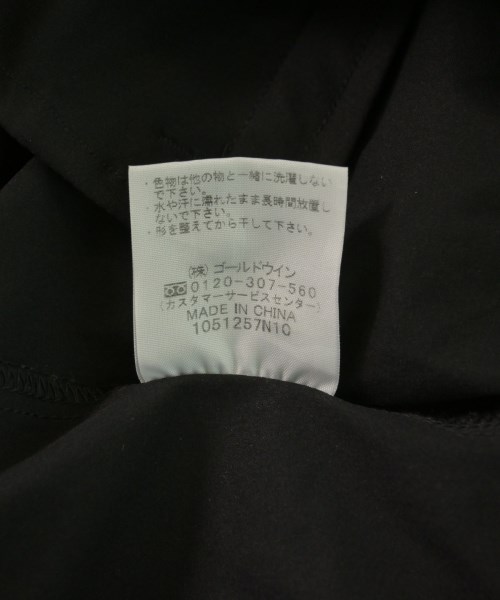 ・色物は他の物と一緒に洗濯しない
で下さい。
・水や汗に濡れたまま長時間放置し
ないで下さい。
・形を整えてから干して下さい。
(株)ゴールドウイン
0120-307-560
(カスタマーサービスセンター)
MADE IN CHINA
1051257N10